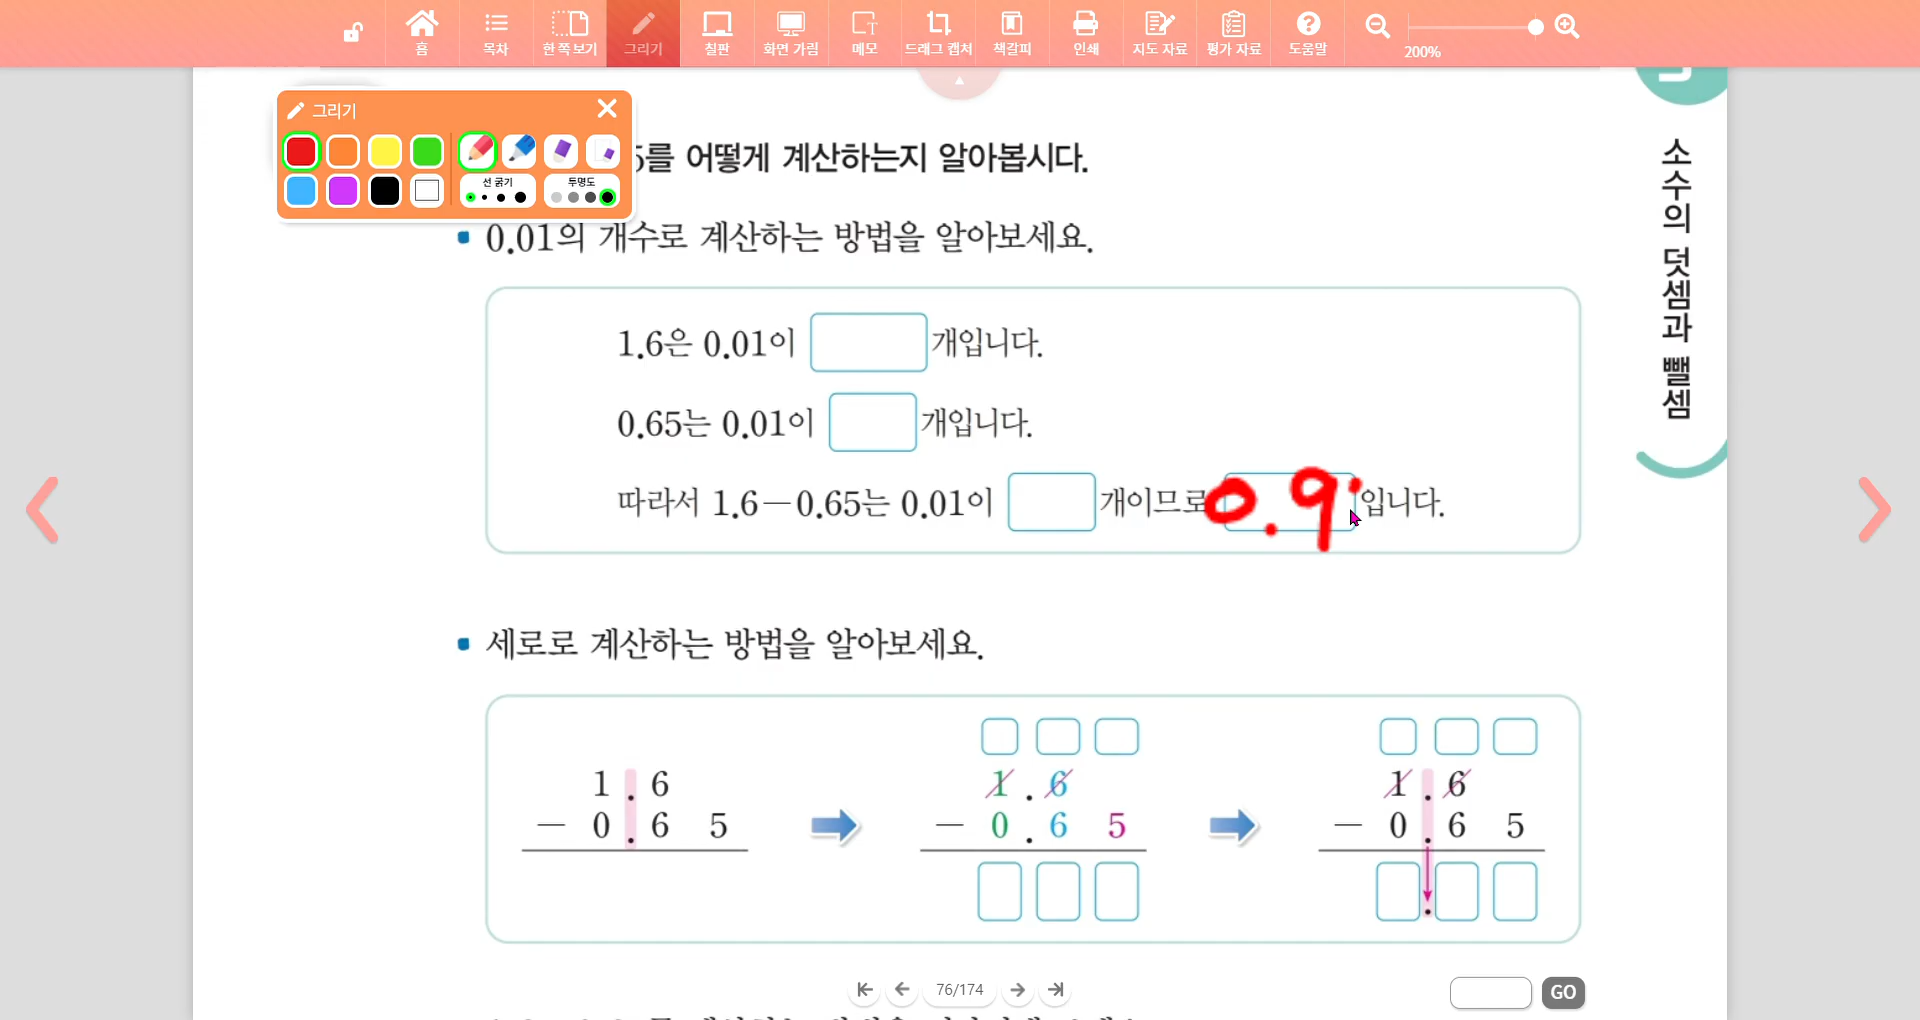 홈 목차 한 쪽 보기 그리기 칠판 화면 가림 메모 드래그 캡처 책갈피 인쇄 지도 자료 평가 자료 도움말 200%
그리기
선 굵기 투명도
5를 어떻게 계산하는지 알아봅시다.
0.01의 개수로 계산하는 방법을 알아보세요.
1.6은 0.01이 개입니다.
0.65는 0.01이 개입니다.
따라서 1.6-0.65는 0.01이 개이므로 0.9 입니다.
소수의 덧셈과 뺄셈
세로로 계산하는 방법을 알아보세요.
1.6 1.6 1.6
- 0.65 - 0.65 - 0.65
.
76/174 GO